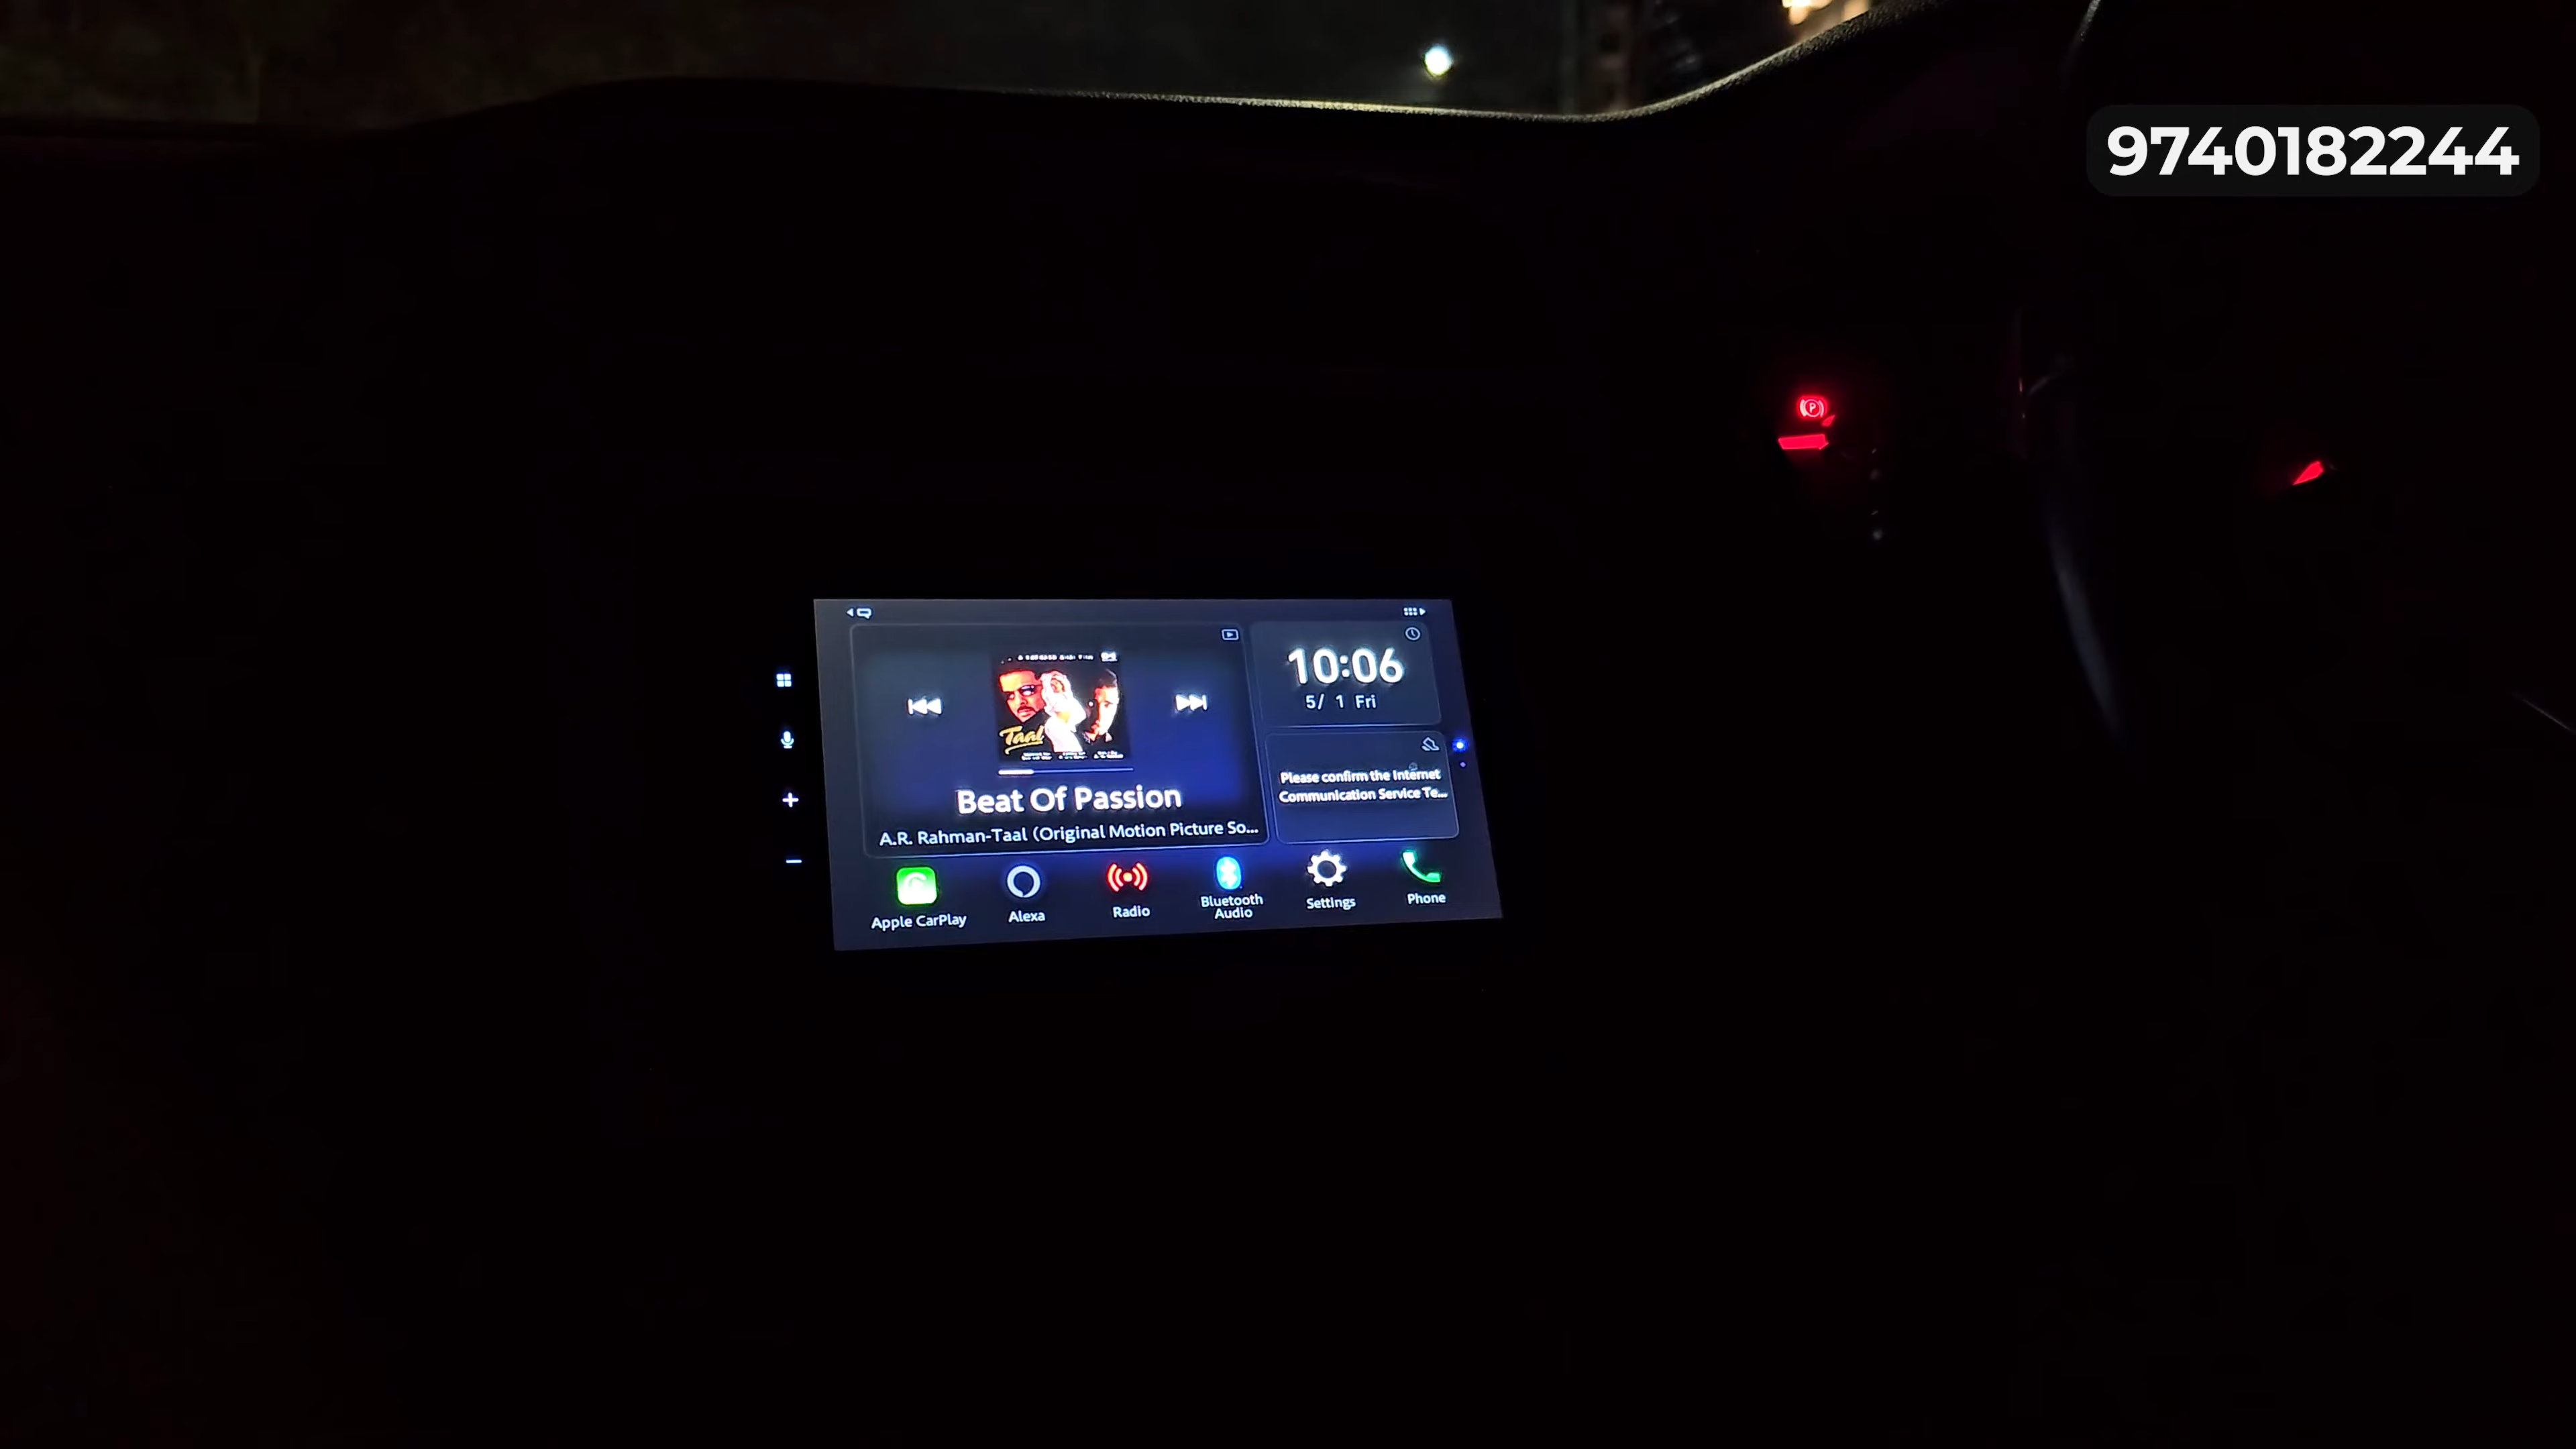 9740182244
10:06
5/ 1 Fri
Taal
Please confirm the Internet
Communication Service Te...
Beat Of Passion
A.R. Rahman-Taal (Original Motion Picture So...
Apple CarPlay
Alexa
Radio
Bluetooth
Audio
Settings
Phone
P